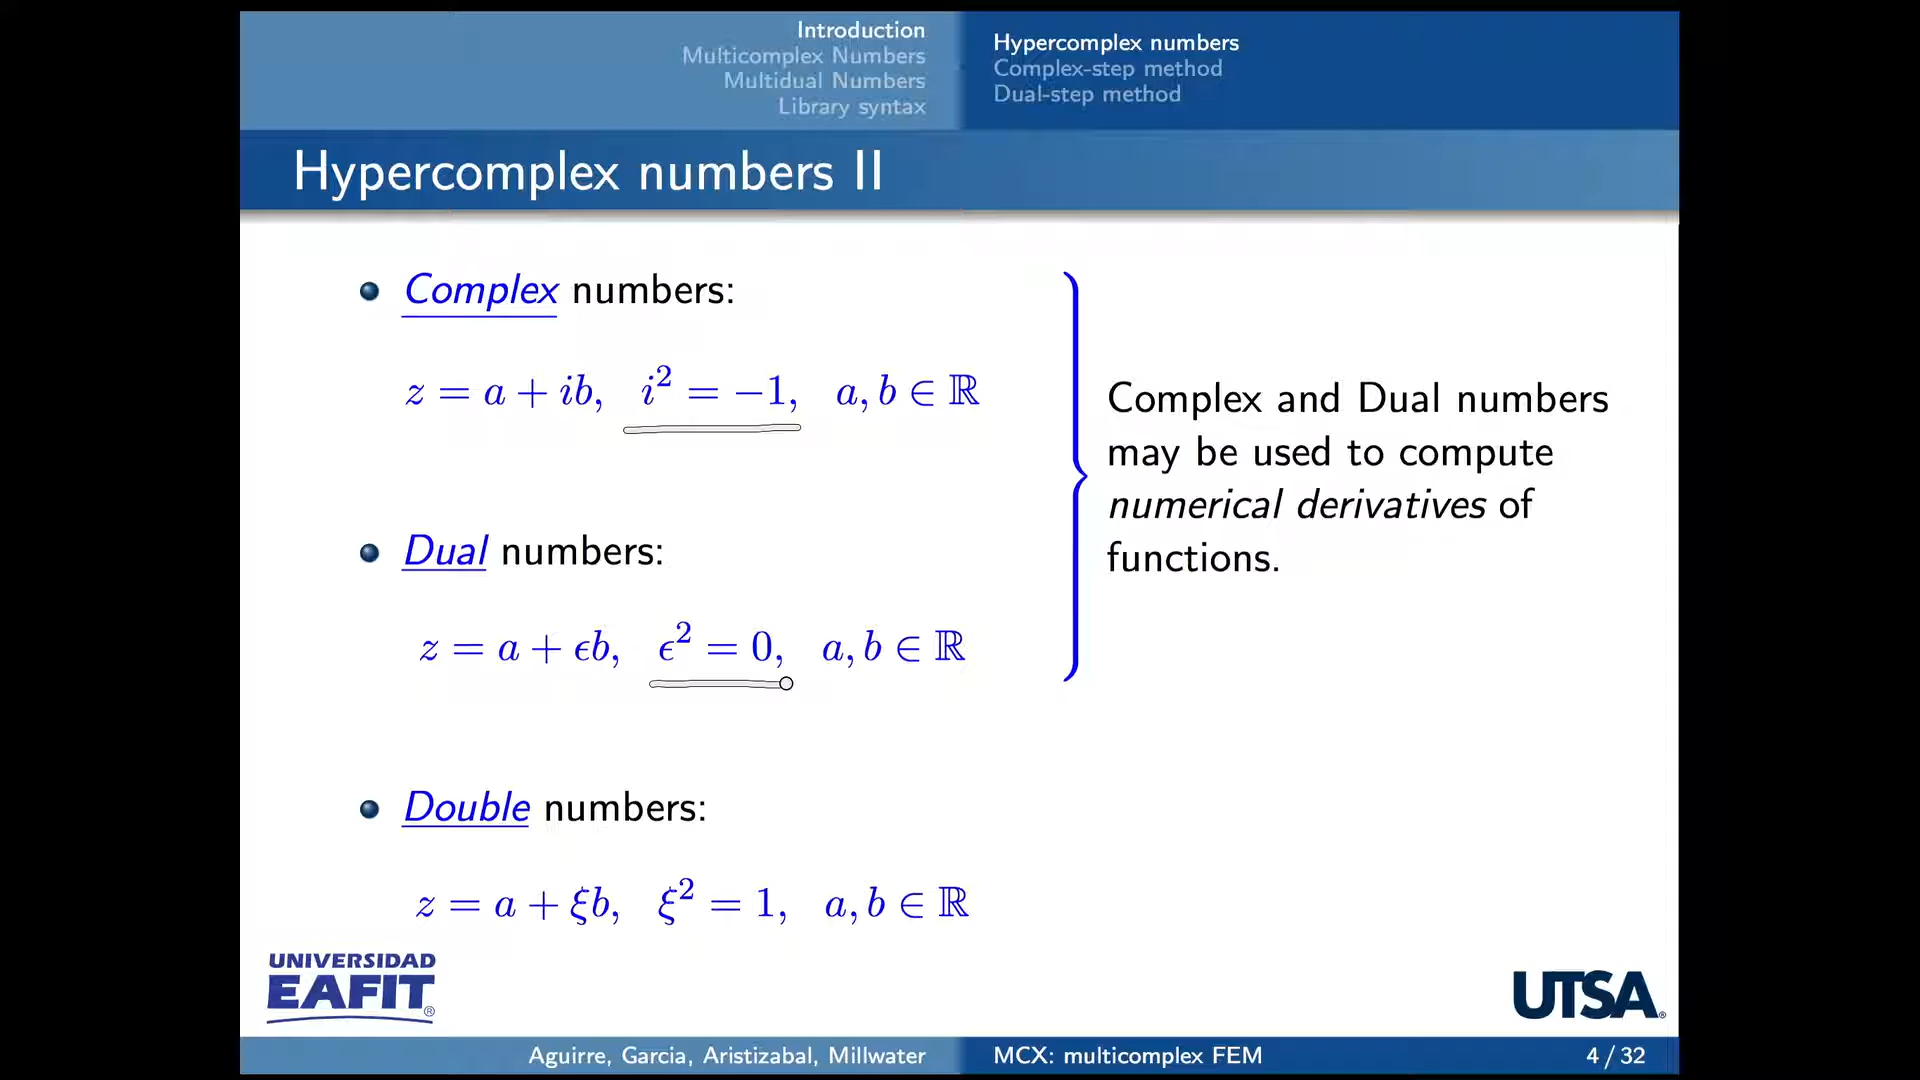 Introduction
Multicomplex Numbers
Multidual Numbers
Library syntax
Hypercomplex numbers
Complex-step method
Dual-step method
Hypercomplex numbers II
Complex numbers:
z = a + ib, i² = −1, a, b ∈ ℝ
Dual numbers:
z = a + ϵb, ϵ² = 0, a, b ∈ ℝ
Double numbers:
z = a + ξb, ξ² = 1, a, b ∈ ℝ
Complex and Dual numbers
may be used to compute
numerical derivatives of
functions.
UNIVERSIDAD
EAFIT®
UTSA®
Aguirre, Garcia, Aristizabal, Millwater
MCX: multicomplex FEM
4 / 32